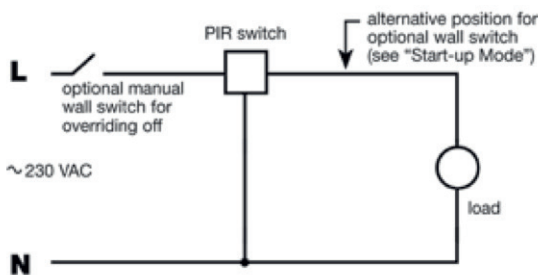 alternative position for
optional wall switch
(see "Start-up Mode")
PIR switch
L
optional manual
wall switch for
overriding off
~230 VAC
load
N